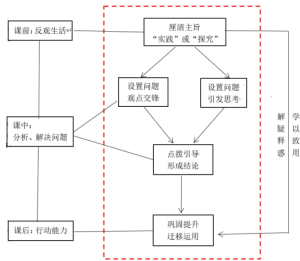 课前：反观生活↵
厘清主旨
“实践”或“探究”
设置问题
观点交锋
设置问题
引发思考
课中：
分析、解决问题
点拨引导
形成结论
课后：行动能力
巩固提升
迁移运用
解疑释惑
学以致用